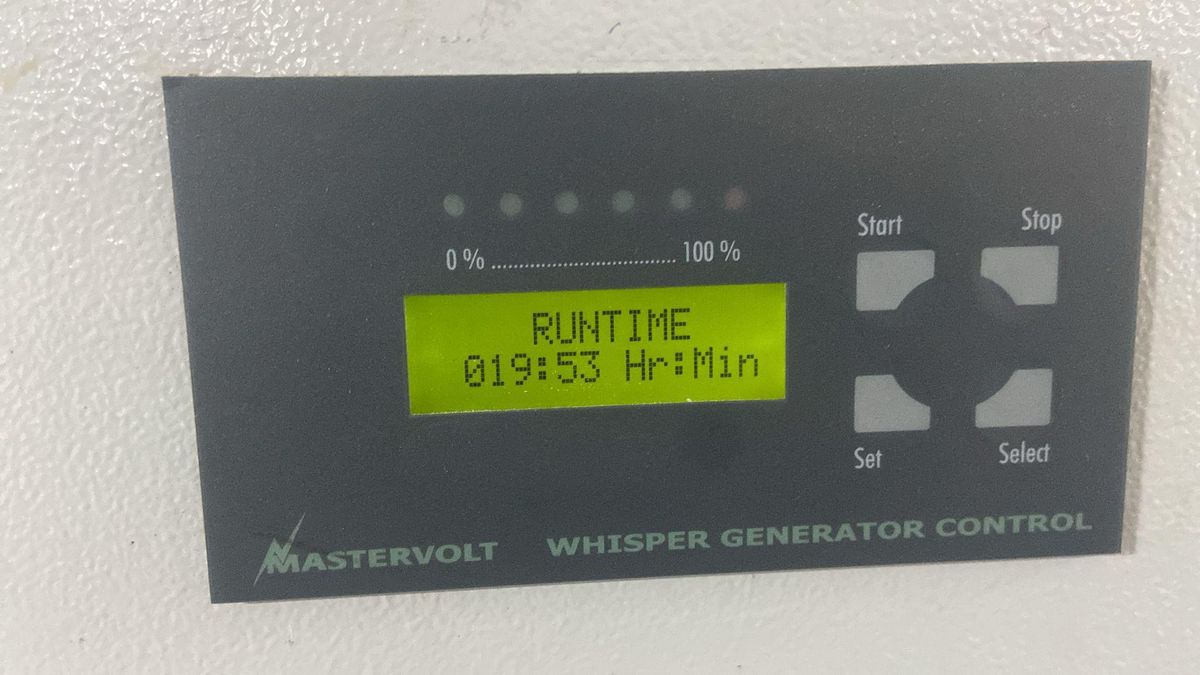 Start
Stop
0 % ................................ 100 %
RUNTIME
019:53 Hr:Min
Set
Select
MASTERVOLT
WHISPER GENERATOR CONTROL